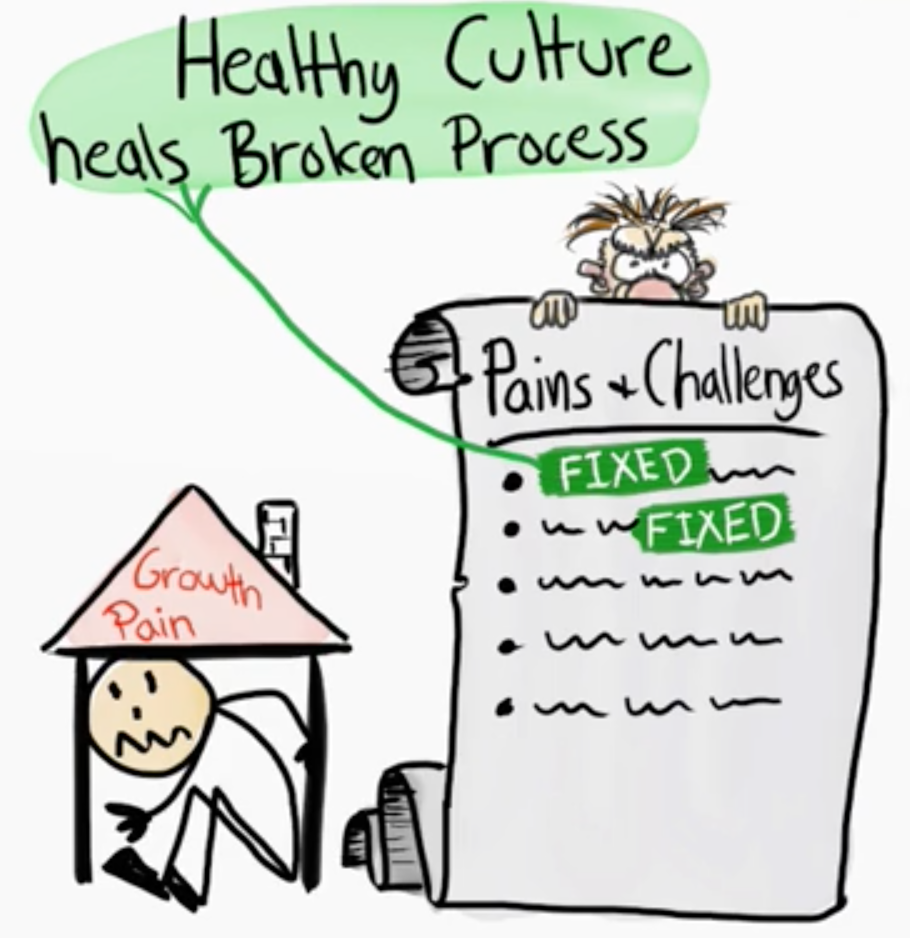 Healthy Culture
heals Broken Process
Pains + Challenges
FIXED
FIXED
Growth
Pain